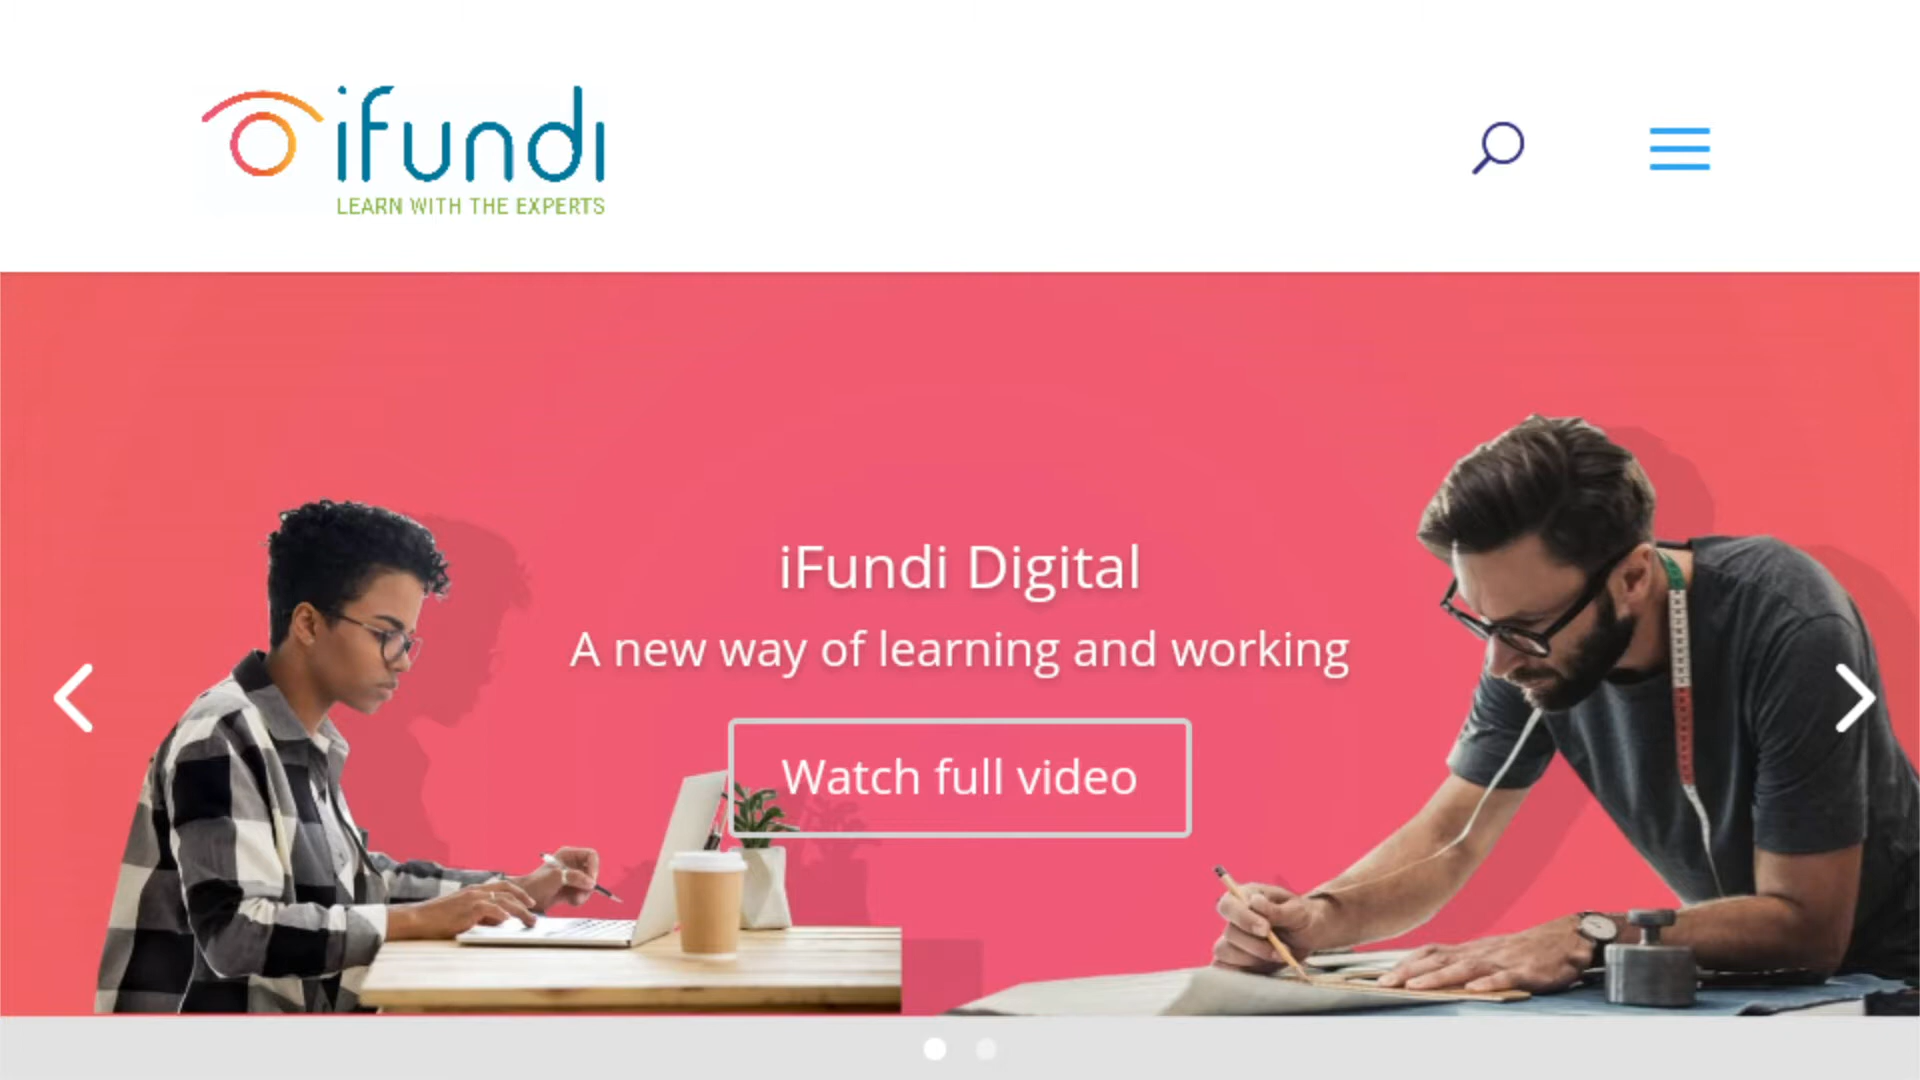 ifundi
LEARN WITH THE EXPERTS
iFundi Digital
A new way of learning and working
Watch full video